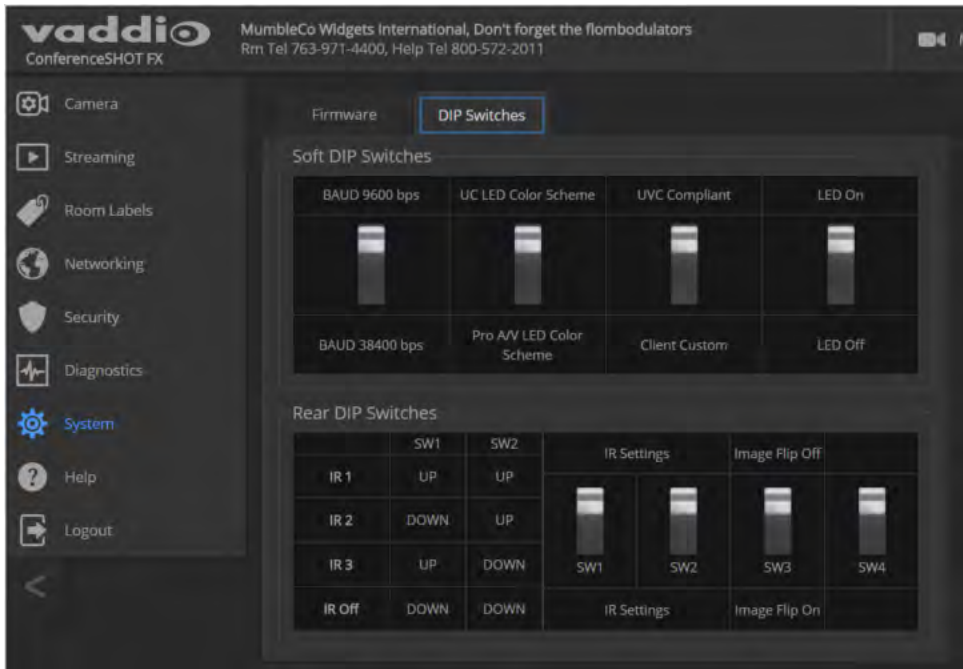 vaddio
ConferenceSHOT FX
MumbleCo Widgets International, Don't forget the flombodulators
Rm Tel 763-971-4400, Help Tel 800-572-2011
Camera
Streaming
Room Labels
Networking
Security
Diagnostics
System
Help
Logout
<
Firmware
DIP Switches
Soft DIP Switches
BAUD 9600 bps
UC LED Color Scheme
UVC Compliant
LED On
BAUD 38400 bps
Pro A/V LED Color
Scheme
Client Custom
LED Off
Rear DIP Switches
SW1 SW2
IR 1 UP UP
IR 2 DOWN UP
IR 3 UP DOWN
IR Off DOWN DOWN
IR Settings
Image Flip Off
SW1 SW2 SW3 SW4
IR Settings
Image Flip On